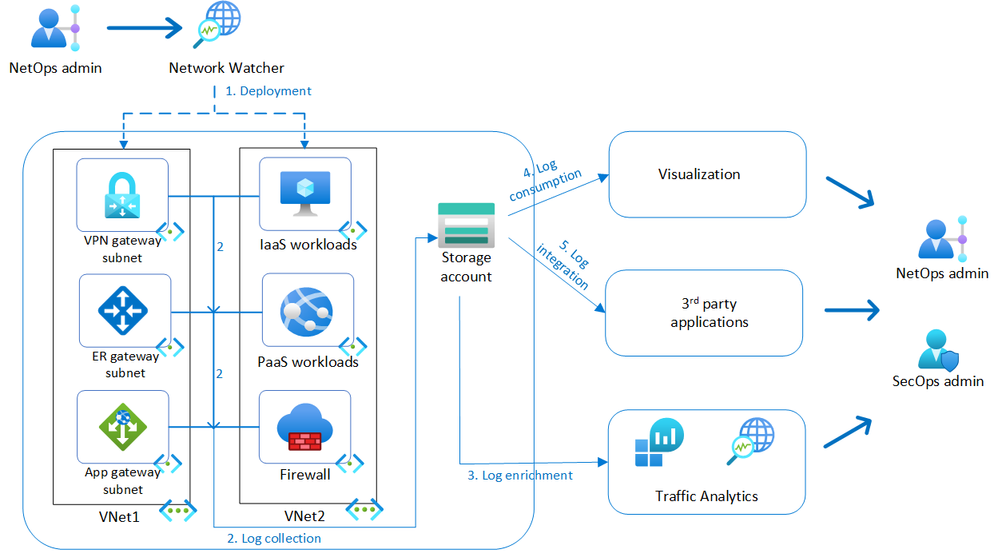 NetOps admin
Network Watcher
1. Deployment
VPN gateway
subnet
ER gateway
subnet
App gateway
subnet
VNet1
2
2
IaaS workloads
PaaS workloads
Firewall
VNet2
2. Log collection
Storage
account
4. Log
consumption
5. Log
integration
3. Log enrichment
Visualization
3rd party
applications
Traffic Analytics
NetOps admin
SecOps admin